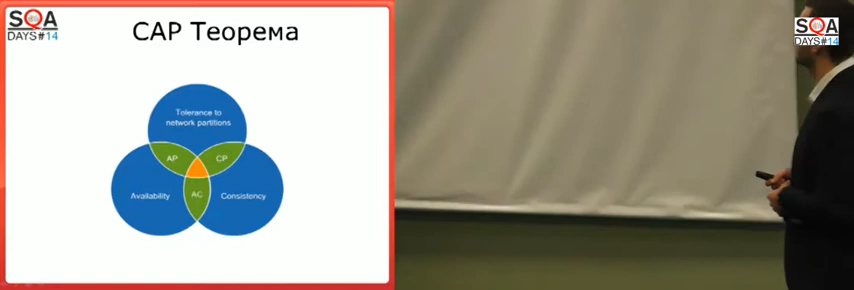 SQA
DAYS#14
CAP Теорема
Tolerance to
network partitions
AP
CP
Availability
AC
Consistency
SQA
DAYS#14